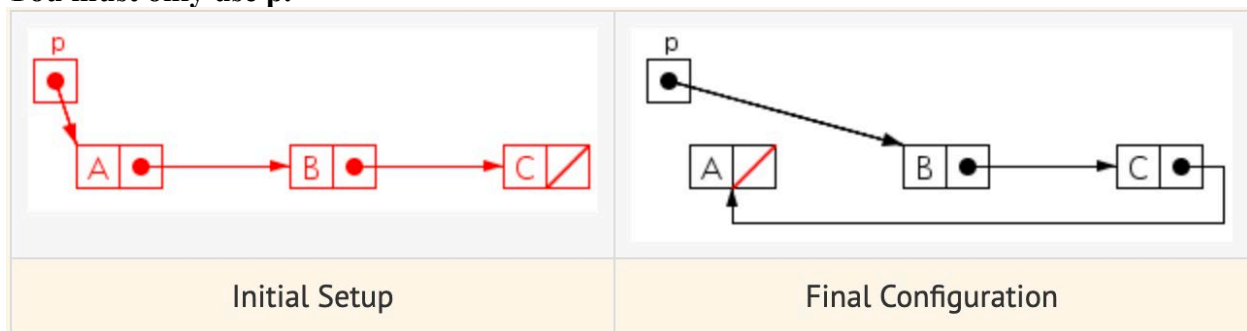 You must only use p.
p
p
A B C
A B C
Initial Setup
Final Configuration